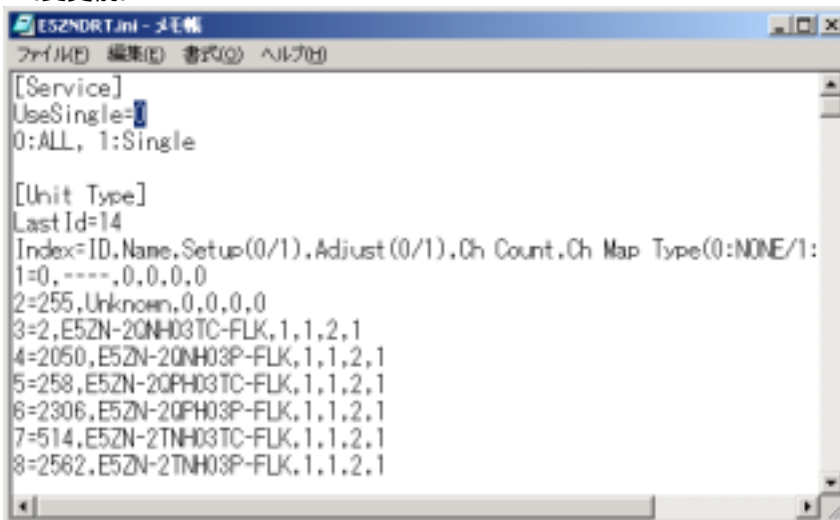 E5ZNDRT.ini - メモ帳
ファイル(F) 編集(E) 書式(O) ヘルプ(H)
[Service]
UseSingle=0
0:ALL, 1:Single
[Unit Type]
LastId=14
Index=ID,Name,Setup(0/1),Adjust(0/1),Ch Count,Ch Map Type(0:NONE/1:
1=0,----,0,0,0,0
2=255,Unknown,0,0,0,0
3=2,E5ZN-2QNH03TC-FLK,1,1,2,1
4=2050,E5ZN-2QNH03P-FLK,1,1,2,1
5=258,E5ZN-2QPH03TC-FLK,1,1,2,1
6=2306,E5ZN-2QPH03P-FLK,1,1,2,1
7=514,E5ZN-2TNH03TC-FLK,1,1,2,1
8=2562,E5ZN-2TNH03P-FLK,1,1,2,1